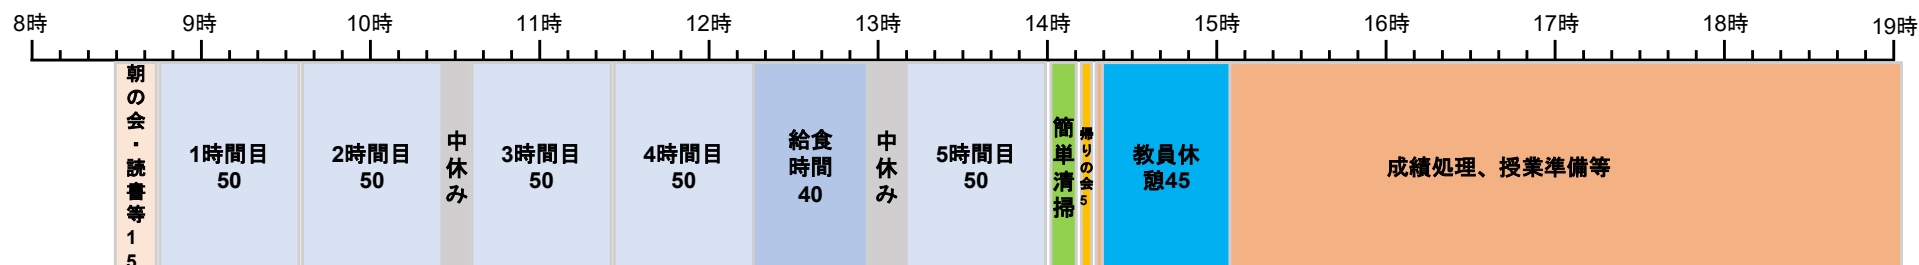 8時 9時 10時 11時 12時 13時 14時 15時 16時 17時 18時 19時
朝の会・読書等15
1時間目
50
2時間目
50
中休み
3時間目
50
4時間目
50
給食
時間
40
中休み
5時間目
50
簡単清掃
帰りの会5
教員休
憩45
成績処理、授業準備等